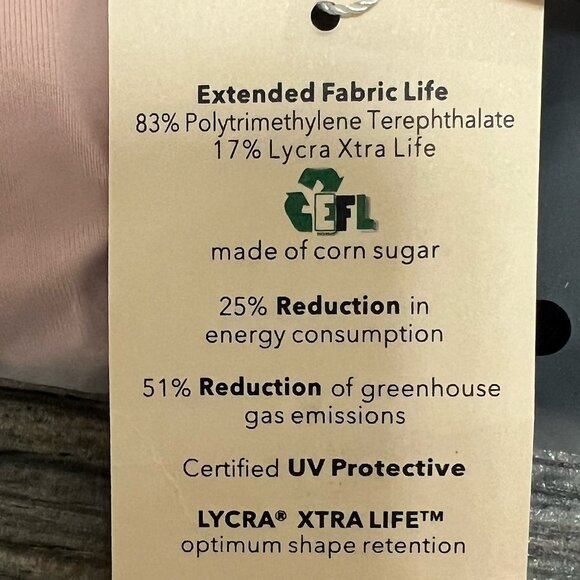 Extended Fabric Life
83% Polytrimethylene Terephthalate
17% Lycra Xtra Life
EFL
made of corn sugar
25% Reduction in
energy consumption
51% Reduction of greenhouse
gas emissions
Certified UV Protective
LYCRA® XTRA LIFE™
optimum shape retention